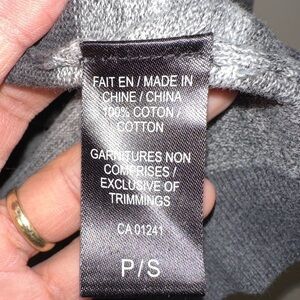 FAIT EN / MADE IN
CHINE / CHINA
100% COTON /
COTTON
GARNITURES NON
COMPRISES /
EXCLUSIVE OF
TRIMMINGS
CA 01241
P/S